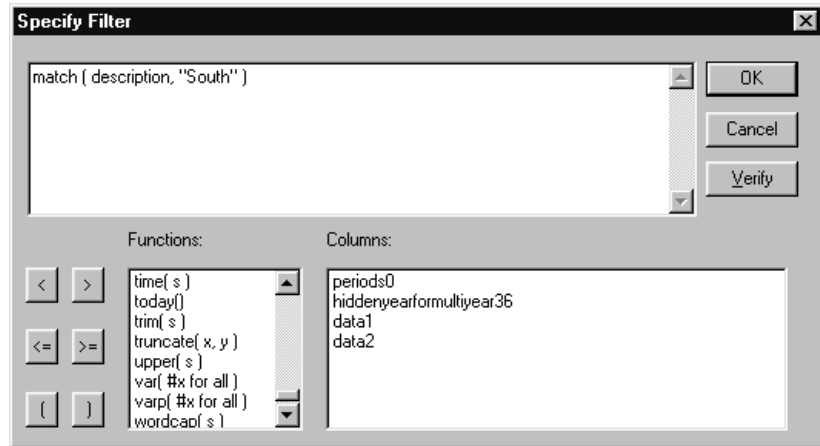 Specify Filter
match ( description, "South" )
OK
Cancel
Verify
Functions:
Columns:
< >
<= >=
( )
time( s )
today()
trim( s )
truncate( x, y )
upper( s )
var( #x for all )
varp( #x for all )
wordcap( s )
periods0
hiddenyearformultiyear36
data1
data2